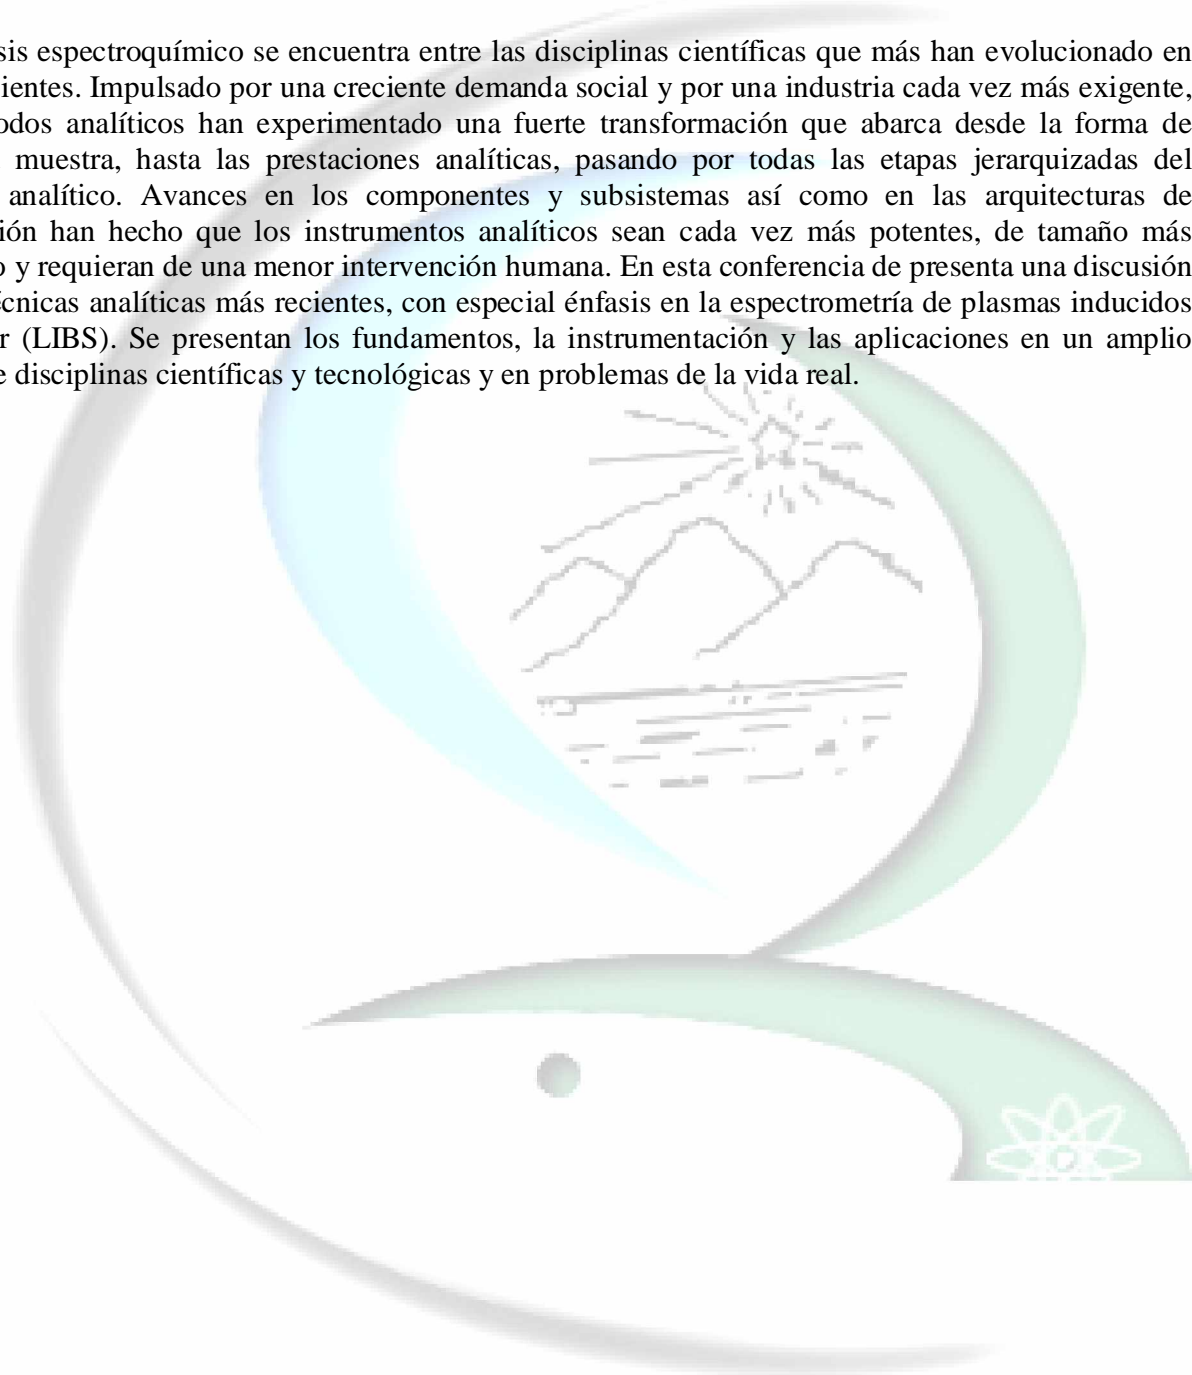 sis espectroquímico se encuentra entre las disciplinas científicas que más han evolucionado en
ientes. Impulsado por una creciente demanda social y por una industria cada vez más exigente,
odos analíticos han experimentado una fuerte transformación que abarca desde la forma de
muestra, hasta las prestaciones analíticas, pasando por todas las etapas jerarquizadas del
analítico. Avances en los componentes y subsistemas así como en las arquitecturas de
ión han hecho que los instrumentos analíticos sean cada vez más potentes, de tamaño más
o y requieran de una menor intervención humana. En esta conferencia de presenta una discusión
écnicas analíticas más recientes, con especial énfasis en la espectrometría de plasmas inducidos
r (LIBS). Se presentan los fundamentos, la instrumentación y las aplicaciones en un amplio
e disciplinas científicas y tecnológicas y en problemas de la vida real.